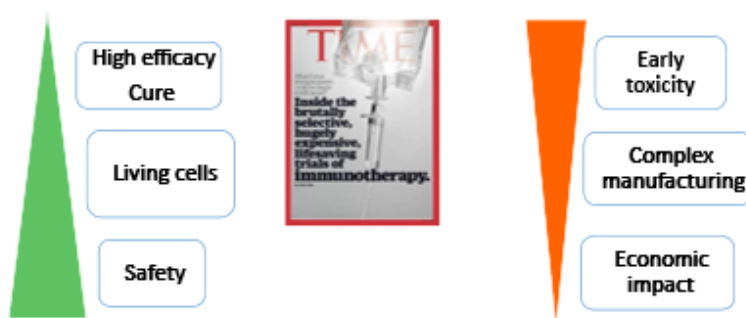 High efficacy
Cure
Living cells
Safety
TIME
Inside the
brutally
selective,
hugely
expensive,
lifesaving
trials of
immunotherapy.
Early
toxicity
Complex
manufacturing
Economic
impact